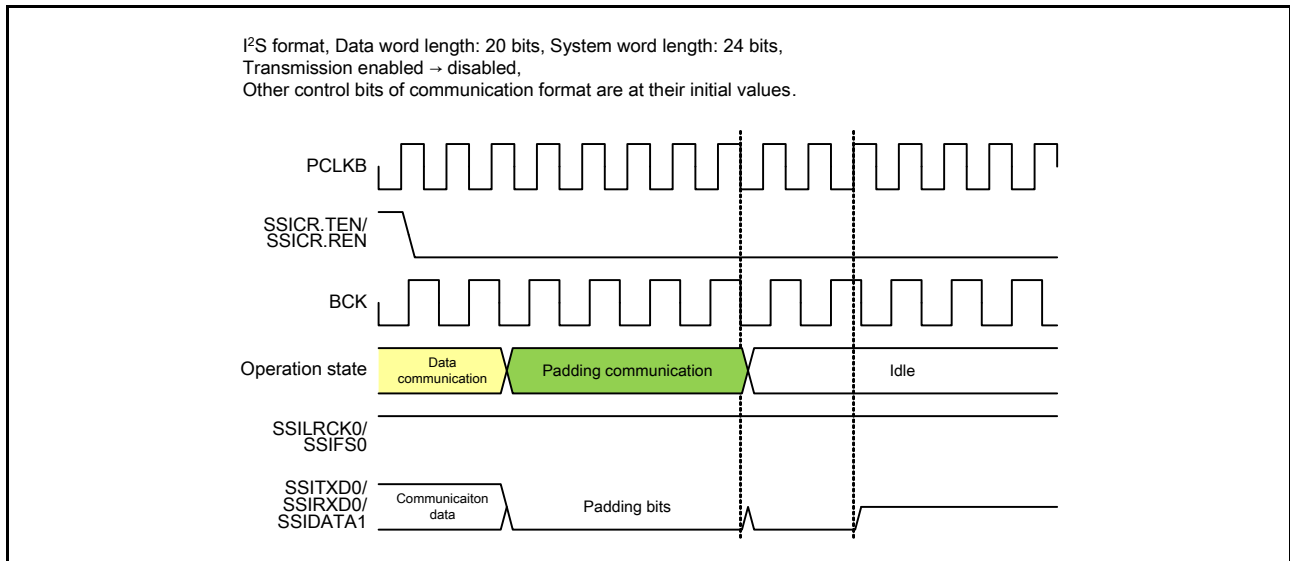 I²S format, Data word length: 20 bits, System word length: 24 bits,
Transmission enabled → disabled,
Other control bits of communication format are at their initial values.
PCLKB
SSICR.TEN/
SSICR.REN
BCK
Operation state
Data
communication
Padding communication
Idle
SSILRCK0/
SSIFS0
SSITXD0/
SSIRXD0/
SSIDATA1
Communicaiton
data
Padding bits